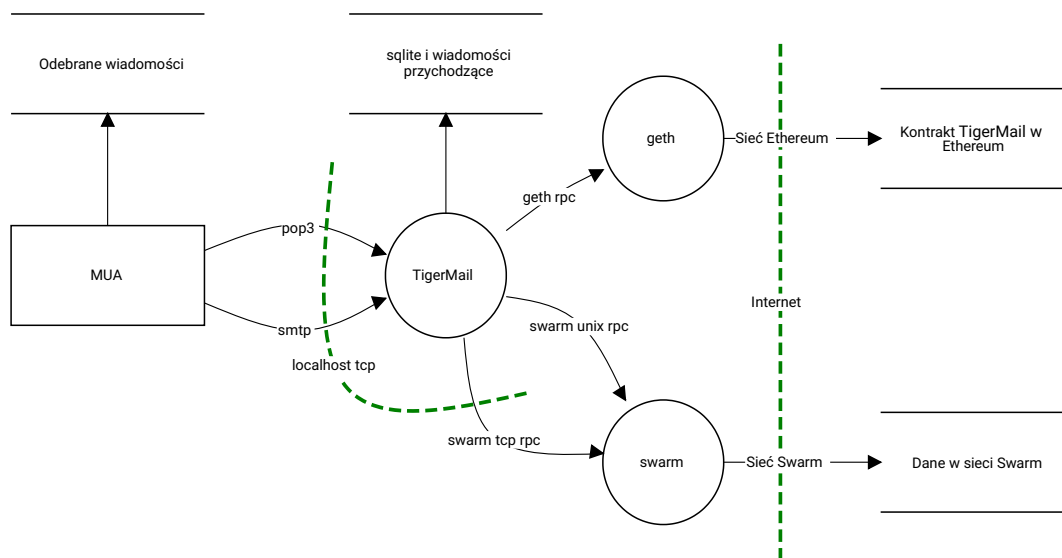 Odebrane wiadomości
sqlite i wiadomości
przychodzące
geth
Sieć Ethereum
Kontrakt TigerMail w
Ethereum
geth rpc
pop3
MUA
TigerMail
Internet
smtp
swarm unix rpc
localhost tcp
swarm tcp rpc
swarm
Sieć Swarm
Dane w sieci Swarm